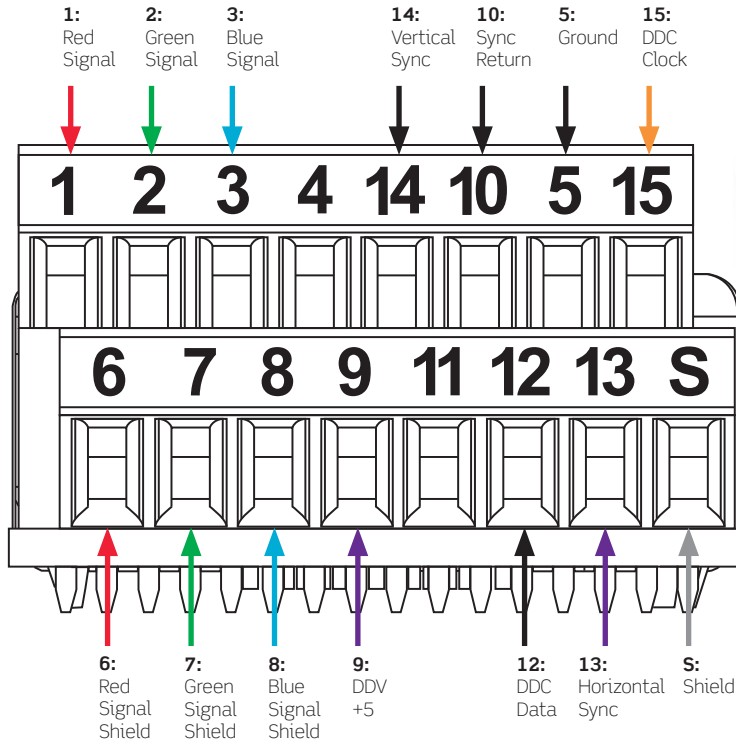 1:
Red
Signal
2:
Green
Signal
3:
Blue
Signal
14:
Vertical
Sync
10:
Sync
Return
5:
Ground
15:
DDC
Clock
1 2 3 4 14 10 5 15
6 7 8 9 11 12 13 S
6:
Red
Signal
Shield
7:
Green
Signal
Shield
8:
Blue
Signal
Shield
9:
DDV
+5
12:
DDC
Data
13:
Horizontal
Sync
S:
Shield